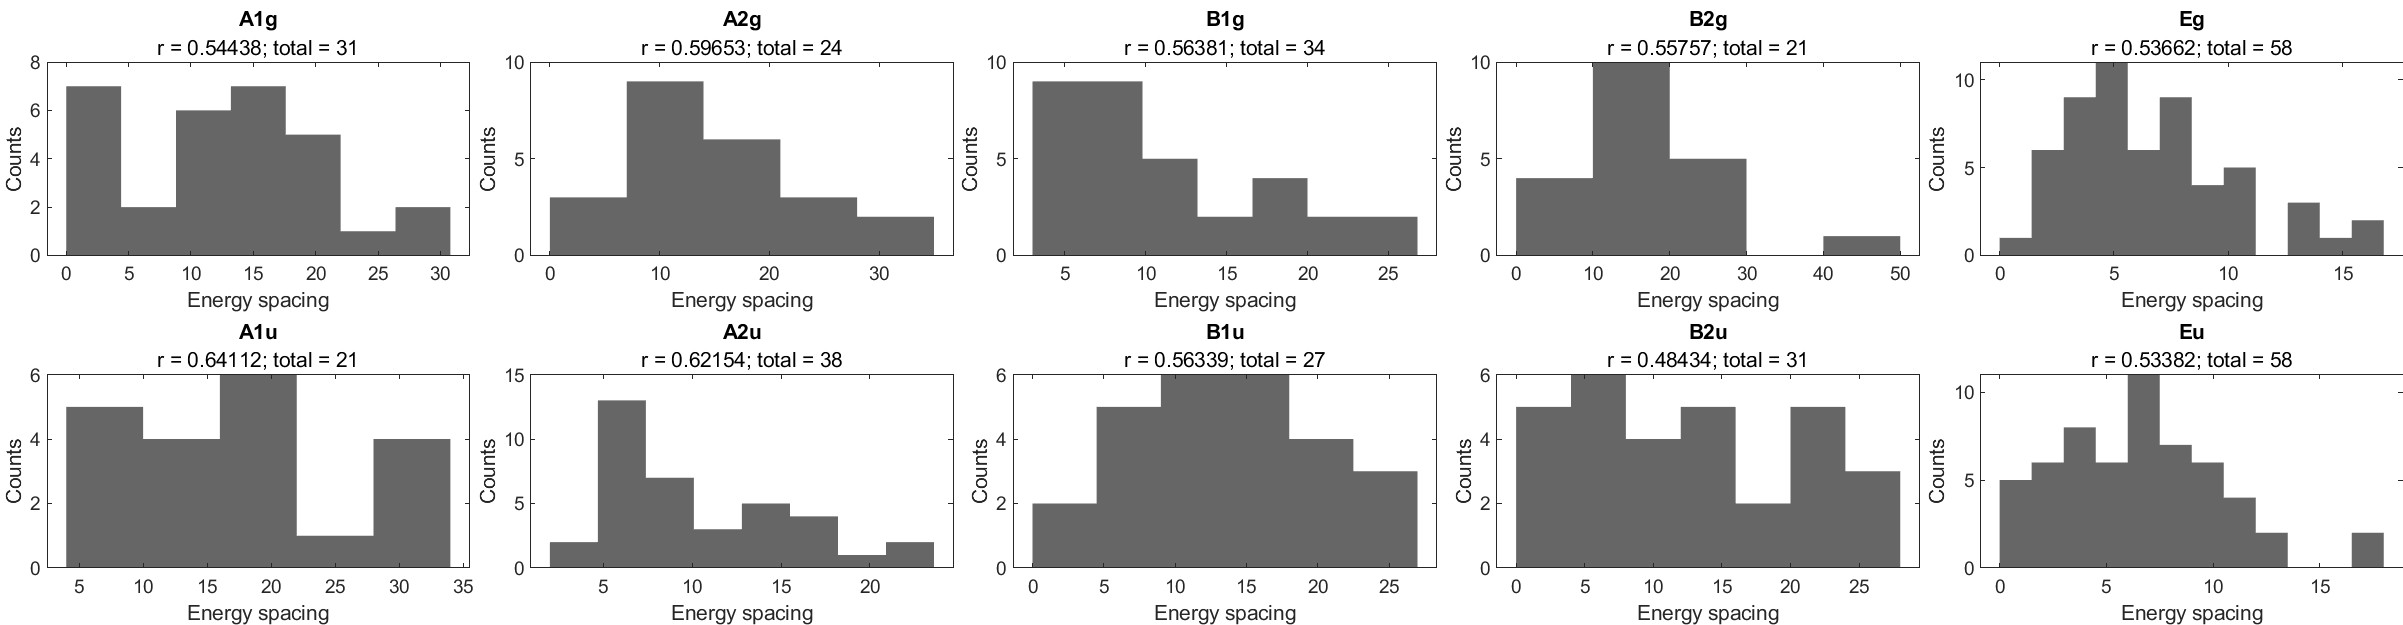 A1g
r = 0.54438; total = 31
8
6
4
2
0
Counts
0 5 10 15 20 25 30
Energy spacing
A2g
r = 0.59653; total = 24
10
5
0
Counts
0 10 20 30
Energy spacing
B1g
r = 0.56381; total = 34
10
5
0
Counts
5 10 15 20 25
Energy spacing
B2g
r = 0.55757; total = 21
10
5
0
Counts
0 10 20 30 40 50
Energy spacing
Eg
r = 0.53662; total = 58
10
5
0
Counts
0 5 10 15
Energy spacing
A1u
r = 0.64112; total = 21
6
4
2
0
Counts
5 10 15 20 25 30 35
Energy spacing
A2u
r = 0.62154; total = 38
15
10
5
0
Counts
5 10 15 20
Energy spacing
B1u
r = 0.56339; total = 27
6
4
2
0
Counts
0 5 10 15 20 25
Energy spacing
B2u
r = 0.48434; total = 31
6
4
2
0
Counts
0 5 10 15 20 25
Energy spacing
Eu
r = 0.53382; total = 58
10
5
0
Counts
0 5 10 15
Energy spacing